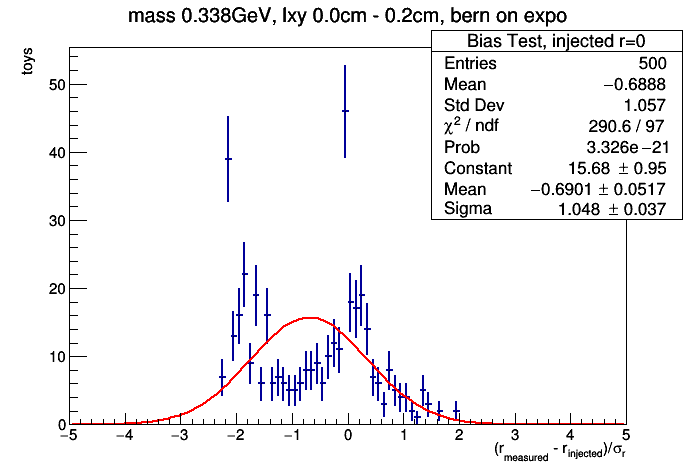 mass 0.338GeV, lxy 0.0cm - 0.2cm, bern on expo
toys
Bias Test, injected r=0
Entries 500
Mean −0.6888
Std Dev 1.057
χ² / ndf 290.6 / 97
Prob 3.326e−21
Constant 15.68 ± 0.95
Mean −0.6901 ± 0.0517
Sigma 1.048 ± 0.037
50
40
30
20
10
0
−5 −4 −3 −2 −1 0 1 2 3 4 5
(r_measured - r_injected)/σ_r